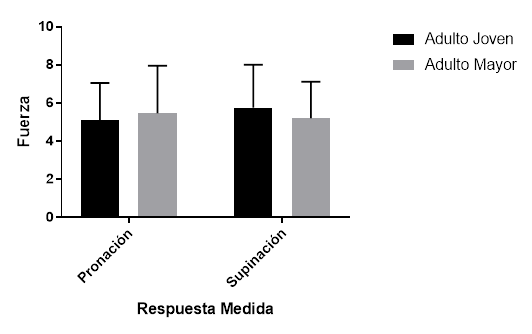 10
8
6
4
2
0
Fuerza
Pronación
Supinación
Respuesta Medida
Adulto Joven
Adulto Mayor